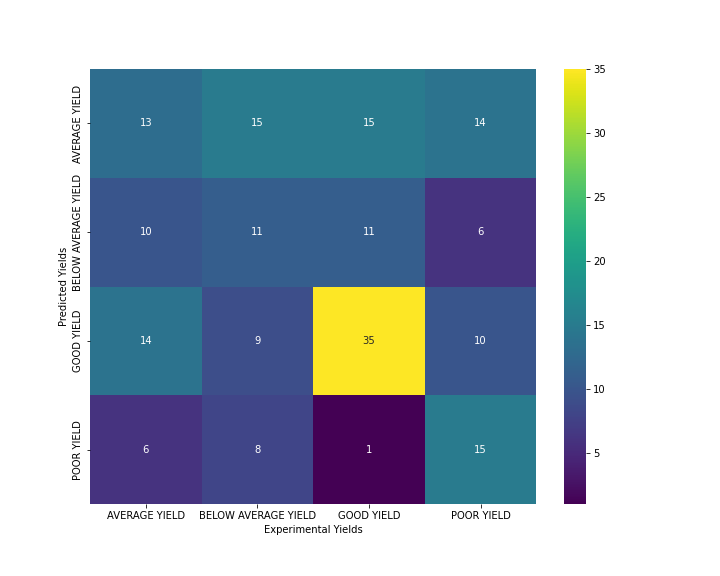 AVERAGE YIELD
13 15 15 14
BELOW AVERAGE YIELD
10 11 11 6
GOOD YIELD
14 9 35 10
POOR YIELD
6 8 1 15
Predicted Yields
AVERAGE YIELD BELOW AVERAGE YIELD GOOD YIELD POOR YIELD
Experimental Yields
35
30
25
20
15
10
5